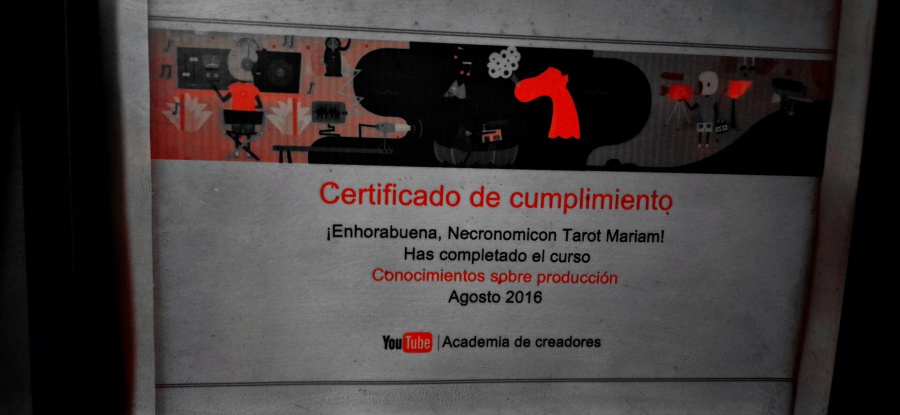 Certificado de cumplimiento
¡Enhorabuena, Necronomicon Tarot Mariam!
Has completado el curso
Conocimientos sobre producción
Agosto 2016
YouTube | Academia de creadores